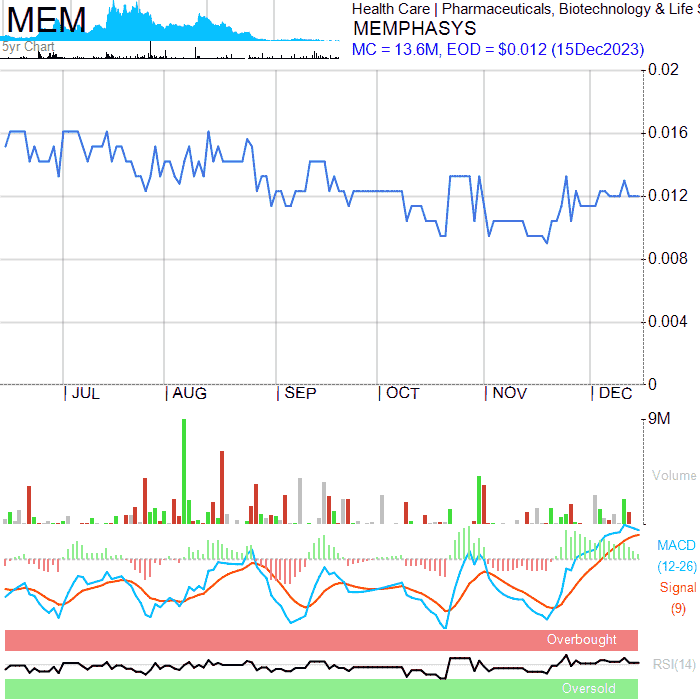 MEM
5yr Chart
Health Care | Pharmaceuticals, Biotechnology & Life S
MEMPHASYS
MC = 13.6M, EOD = $0.012 (15Dec2023)
0.02
0.016
0.012
0.008
0.004
0
JUL AUG SEP OCT NOV DEC
9M
Volume
MACD
(12-26)
Signal
(9)
Overbought
RSI(14)
Oversold